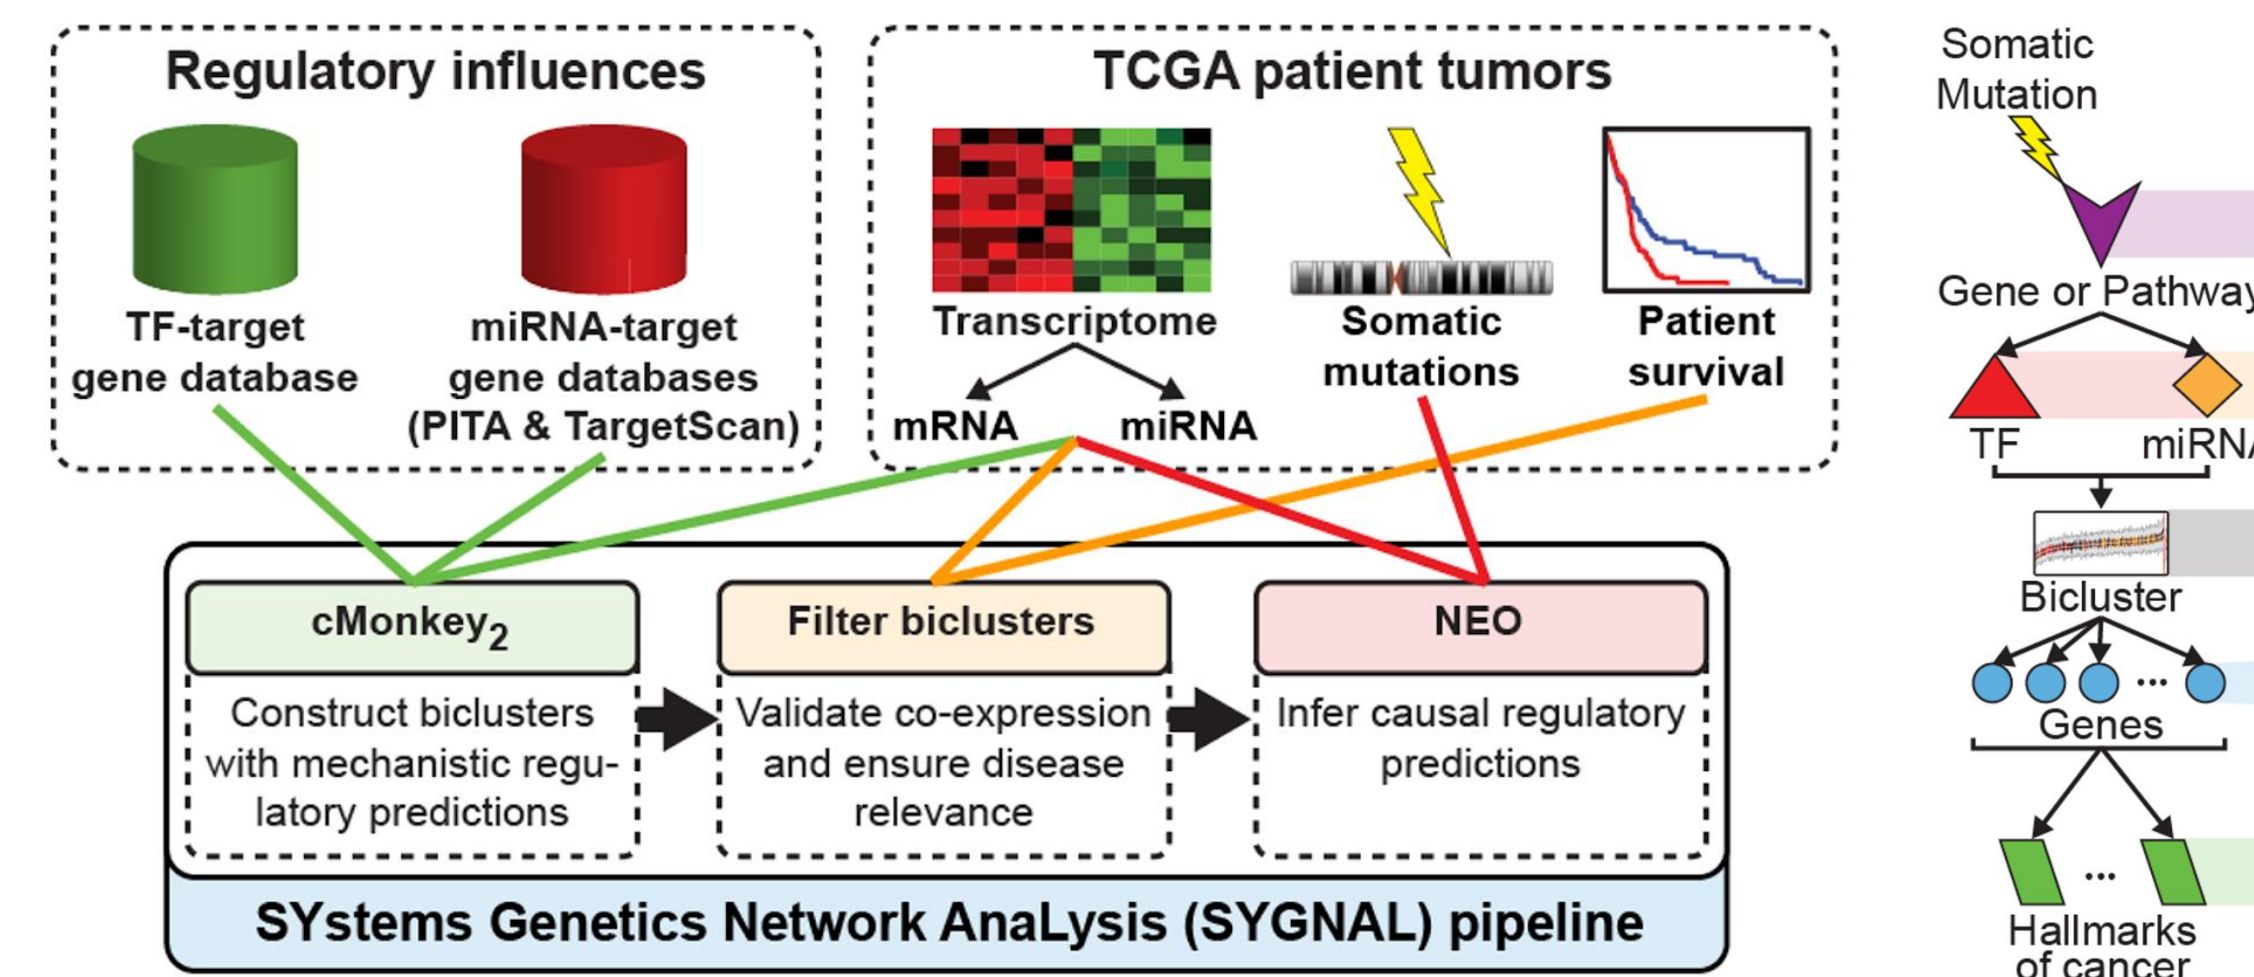 Regulatory influences
TF-target
gene database
miRNA-target
gene databases
(PITA & TargetScan)
TCGA patient tumors
Transcriptome
mRNA miRNA
Somatic
mutations
Patient
survival
cMonkey2
Construct biclusters
with mechanistic regu-
latory predictions
Filter biclusters
Validate co-expression
and ensure disease
relevance
NEO
Infer causal regulatory
predictions
SYstems Genetics Network AnaLysis (SYGNAL) pipeline
Somatic
Mutation
Gene or Pathway
TF miRNA
Bicluster
...
Genes
...
Hallmarks
of cancer